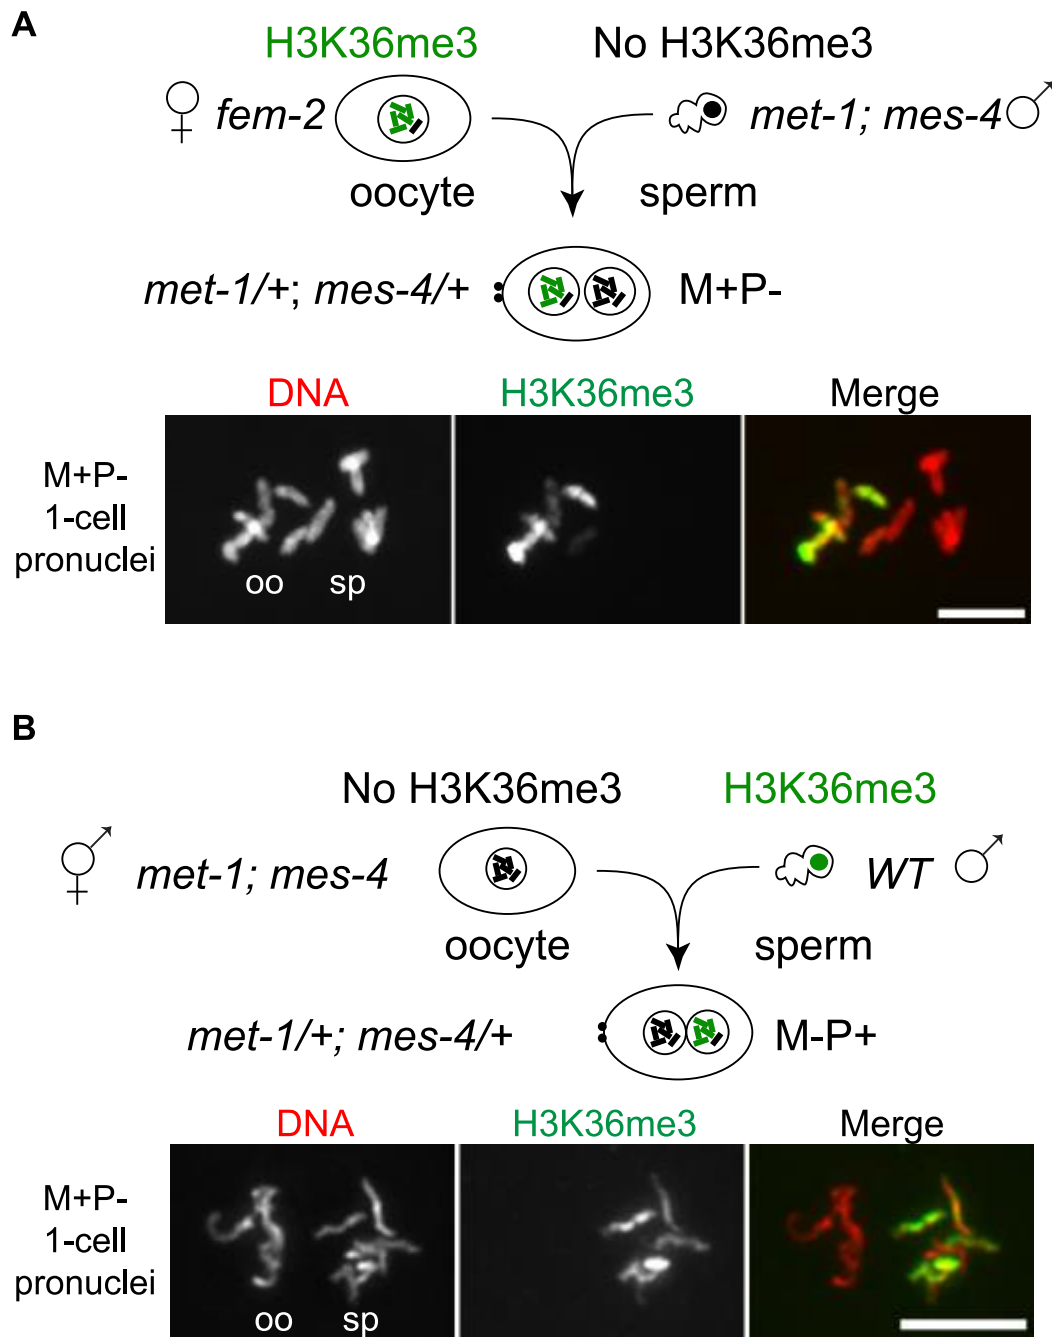 A
H3K36me3 No H3K36me3
fem-2 met-1; mes-4
oocyte sperm
met-1/+; mes-4/+ M+P-
DNA H3K36me3 Merge
M+P-
1-cell
pronuclei
oo sp
B
No H3K36me3 H3K36me3
met-1; mes-4 WT
oocyte sperm
met-1/+; mes-4/+ M-P+
DNA H3K36me3 Merge
M+P-
1-cell
pronuclei
oo sp